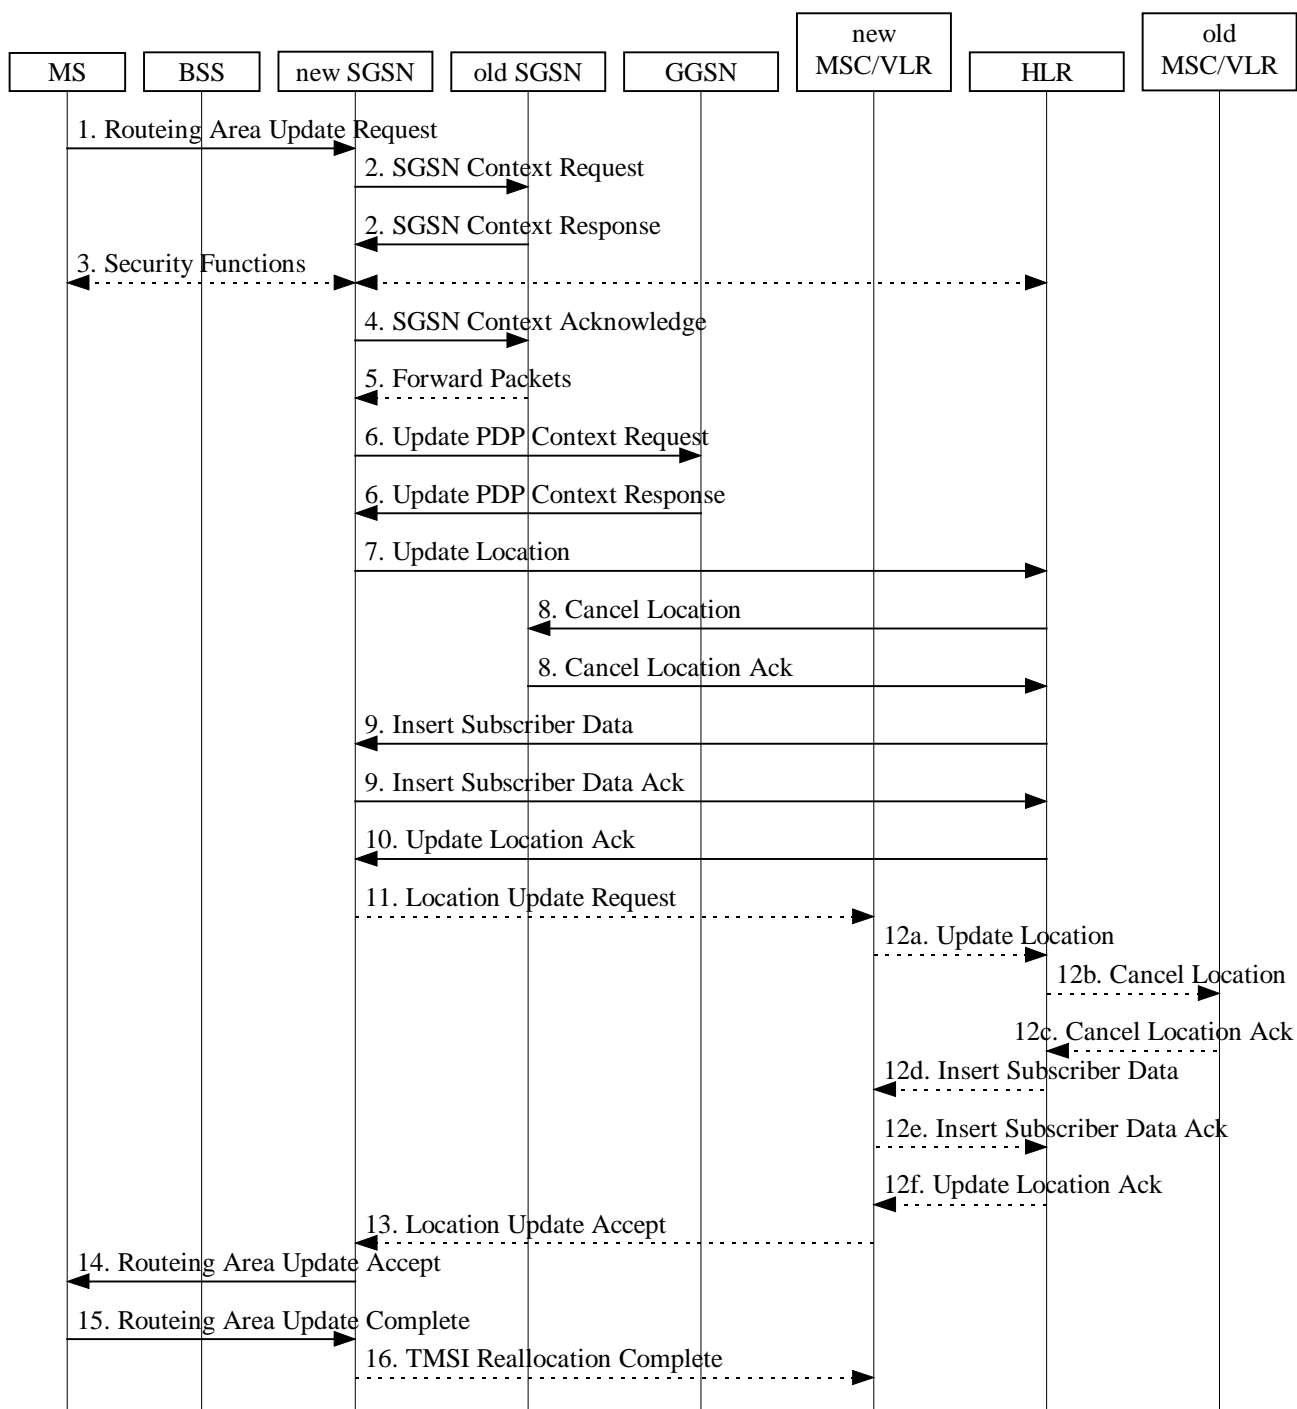 new
MSC/VLR
old
MSC/VLR
MS
BSS
new SGSN
old SGSN
GGSN
HLR
1. Routeing Area Update Request
2. SGSN Context Request
2. SGSN Context Response
3. Security Functions
4. SGSN Context Acknowledge
5. Forward Packets
6. Update PDP Context Request
6. Update PDP Context Response
7. Update Location
8. Cancel Location
8. Cancel Location Ack
9. Insert Subscriber Data
9. Insert Subscriber Data Ack
10. Update Location Ack
11. Location Update Request
12a. Update Location
12b. Cancel Location
12c. Cancel Location Ack
12d. Insert Subscriber Data
12e. Insert Subscriber Data Ack
12f. Update Location Ack
13. Location Update Accept
14. Routeing Area Update Accept
15. Routeing Area Update Complete
16. TMSI Reallocation Complete